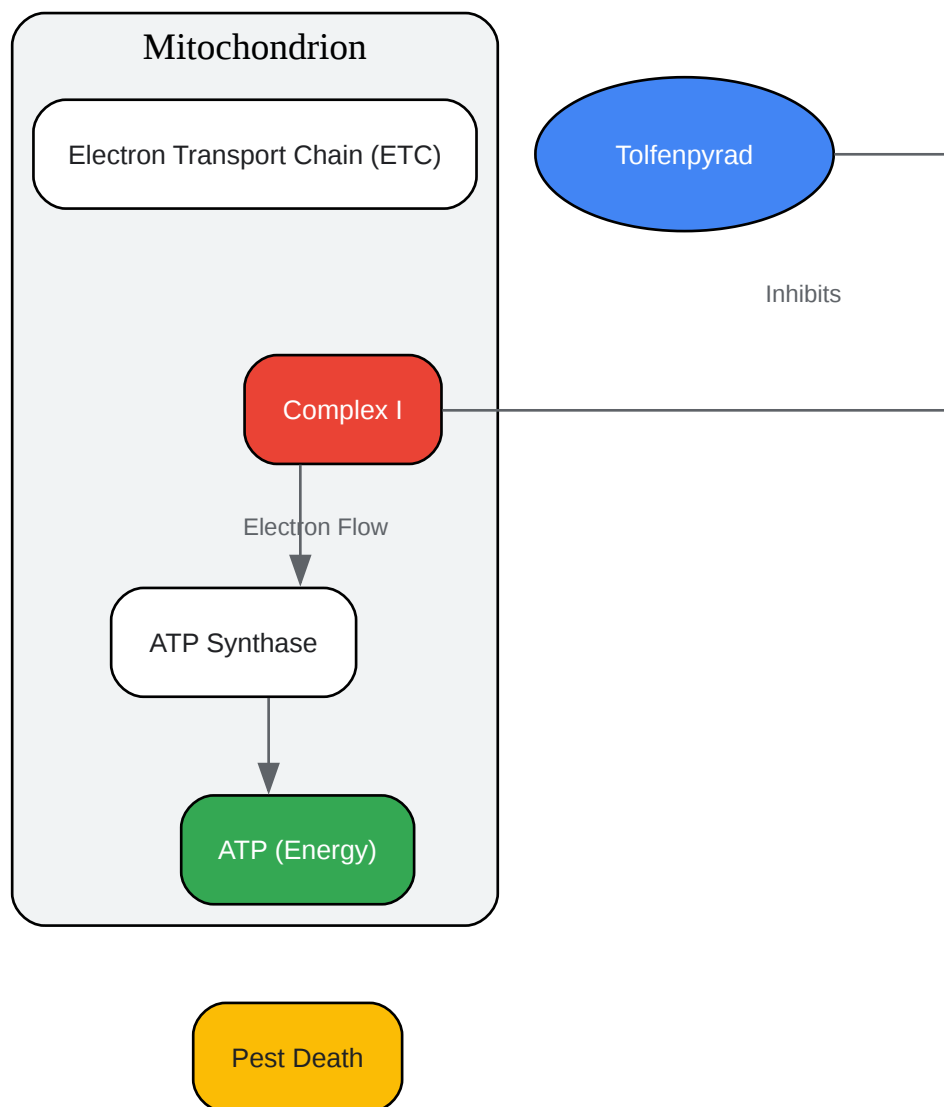 Mitochondrion
Electron Transport Chain (ETC)
Tolfenpyrad
Inhibits
Complex I
Electron Flow
ATP Synthase
ATP (Energy)
Pest Death